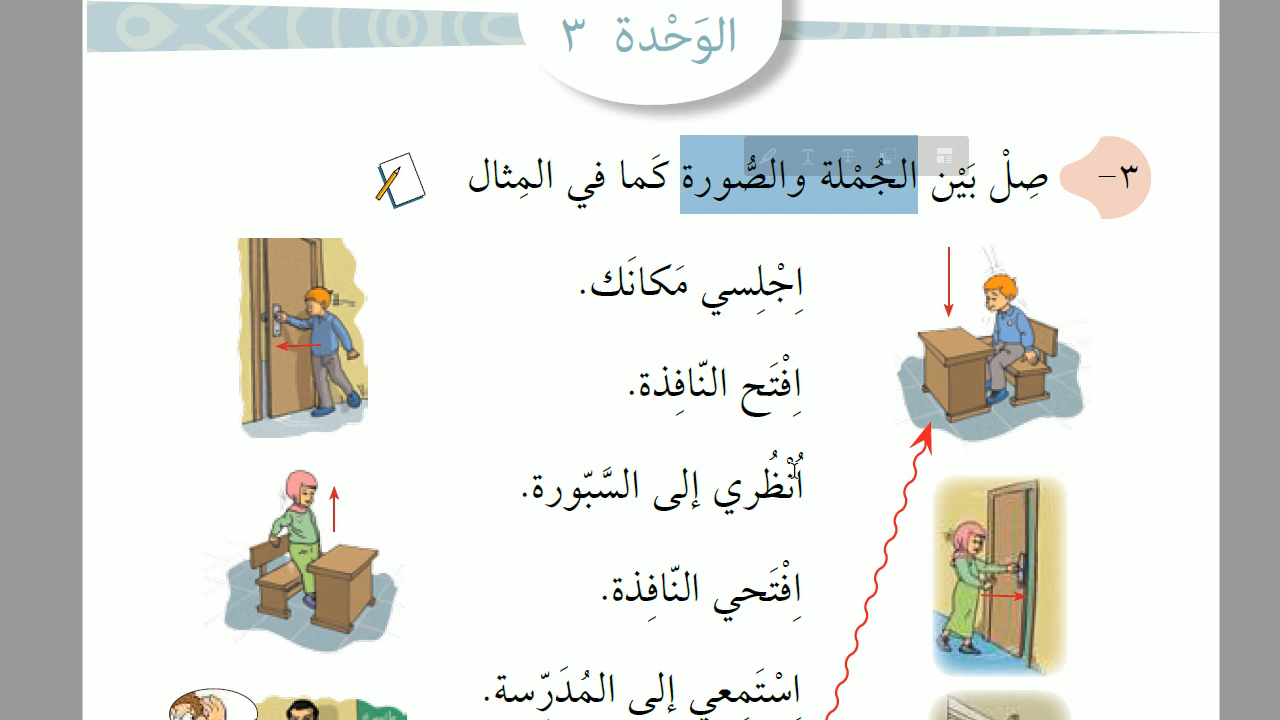 الوَحْدة ٣
٣- صِلْ بَيْن الجُمْلة والصُّورة كَما في المِثال
اِجْلِسي مَكانَك.
اِفْتَح النّافِذة.
اُنْظُري إلى السَّبّورة.
اِفْتَحي النّافِذة.
اِسْتَمِعي إلى المُدَرّسة.